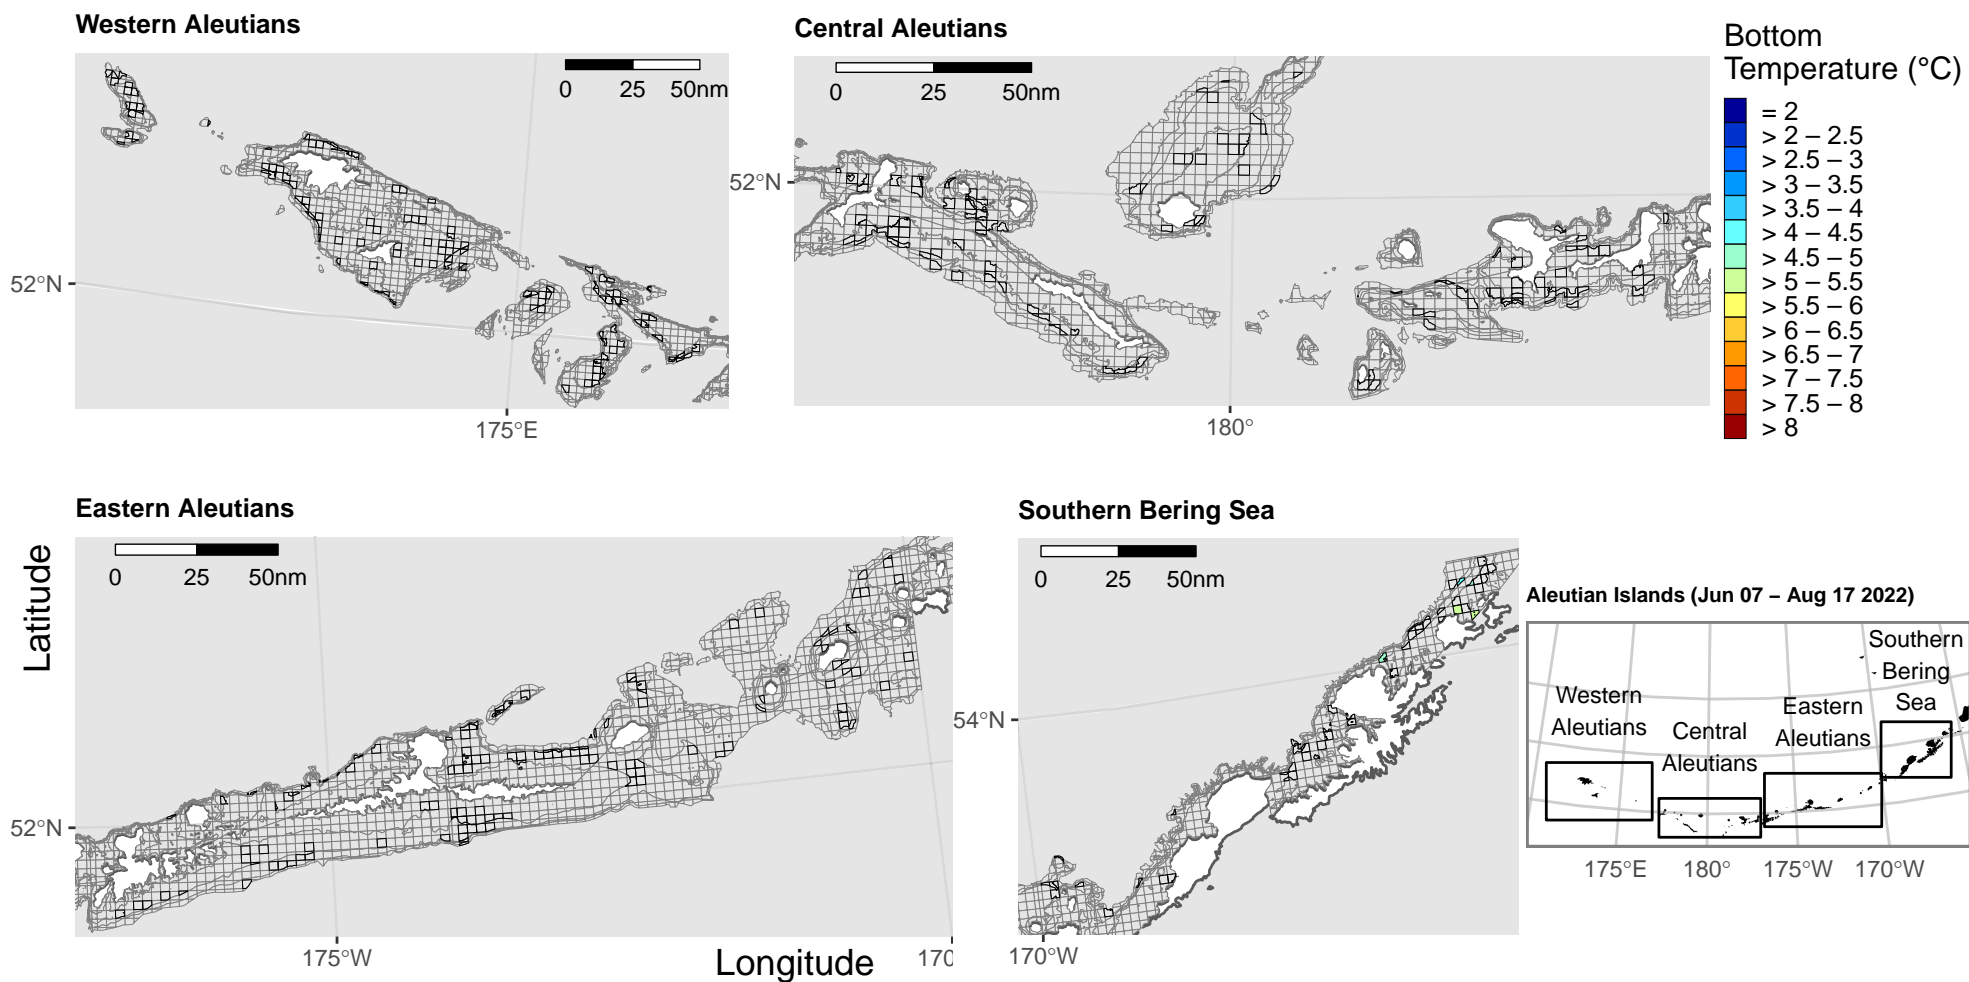 Western Aleutians
0 25 50nm
52°N
175°E
Central Aleutians
0 25 50nm
52°N
180°
Bottom
Temperature (°C)
= 2
> 2 – 2.5
> 2.5 – 3
> 3 – 3.5
> 3.5 – 4
> 4 – 4.5
> 4.5 – 5
> 5 – 5.5
> 5.5 – 6
> 6 – 6.5
> 6.5 – 7
> 7 – 7.5
> 7.5 – 8
> 8
Eastern Aleutians
0 25 50nm
Latitude
52°N
175°W
170
Longitude
Southern Bering Sea
0 25 50nm
54°N
170°W
Aleutian Islands (Jun 07 – Aug 17 2022)
Western
Aleutians
Central
Aleutians
Eastern
Aleutians
Southern
Bering
Sea
175°E 180° 175°W 170°W